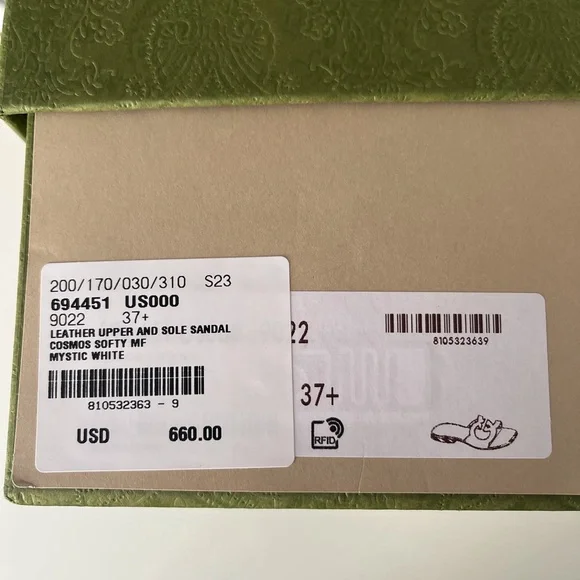 200/170/030/310 S23
694451 US000
9022 37+
LEATHER UPPER AND SOLE SANDAL
COSMOS SOFTY MF
MYSTIC WHITE
810532363 - 9
USD 660.00
22
8105323639
37+
RFID